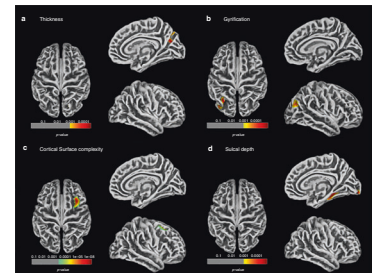 a Thickness
b Gyrification
0.1 0.01 0.001 0.0001
p-value
0.1 0.01 0.001 0.0001
p-value
c Cortical Surface complexity
d Sulcal depth
0.1 0.01 0.001 0.0001 1e-05 1e-06
p-value
0.1 0.01 0.001 0.0001
p-value